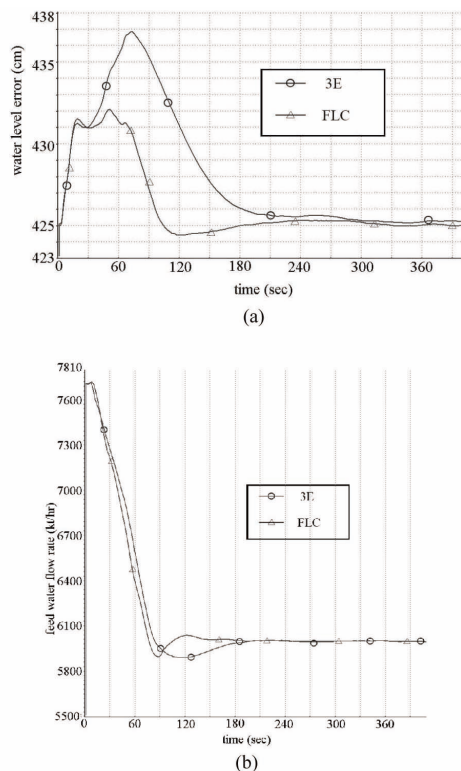 438
435
430
425
423
water level error (cm)
3E
FLC
0 60 120 180 240 300 360
time (sec)
(a)
7810
7600
7300
7000
6700
6400
6100
5800
5500
feed water flow rate (kt/hr)
3E
FLC
0 60 120 180 240 300 360
time (sec)
(b)